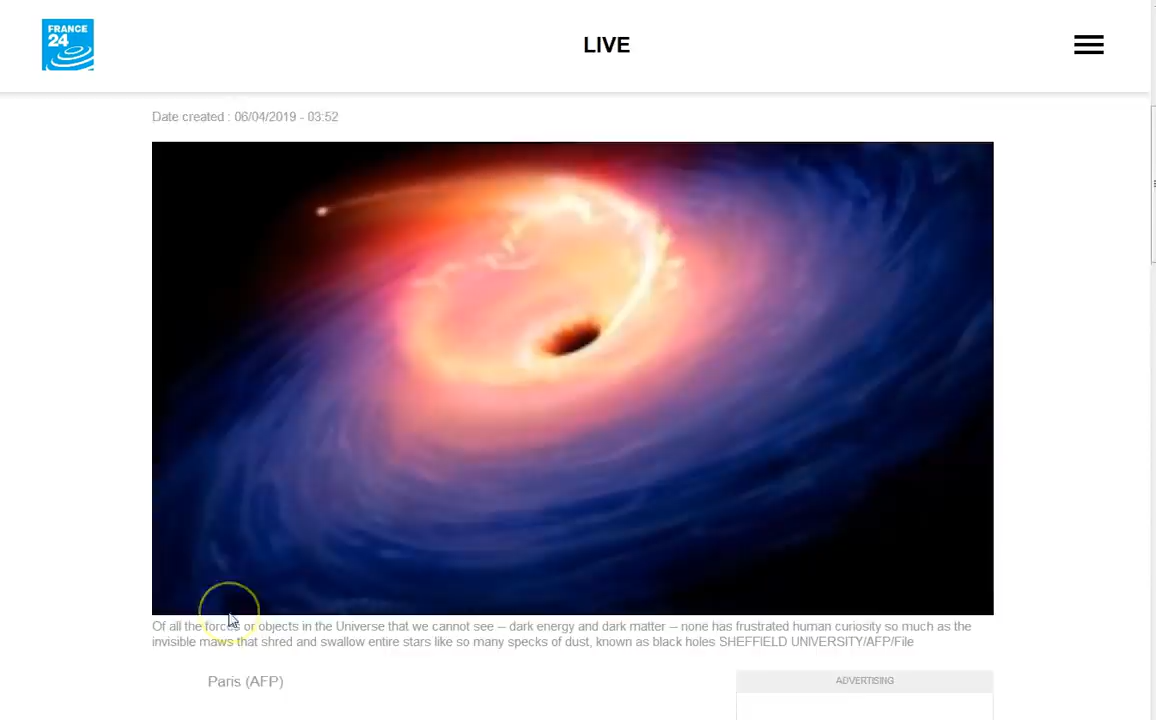 FRANCE
24
LIVE
Date created : 06/04/2019 - 03:52
Of all the forces objects in the Universe that we cannot see -- dark energy and dark matter -- none has frustrated human curiosity so much as the
invisible maws that shred and swallow entire stars like so many specks of dust, known as black holes SHEFFIELD UNIVERSITY/AFP/File
Paris (AFP)
ADVERTISING